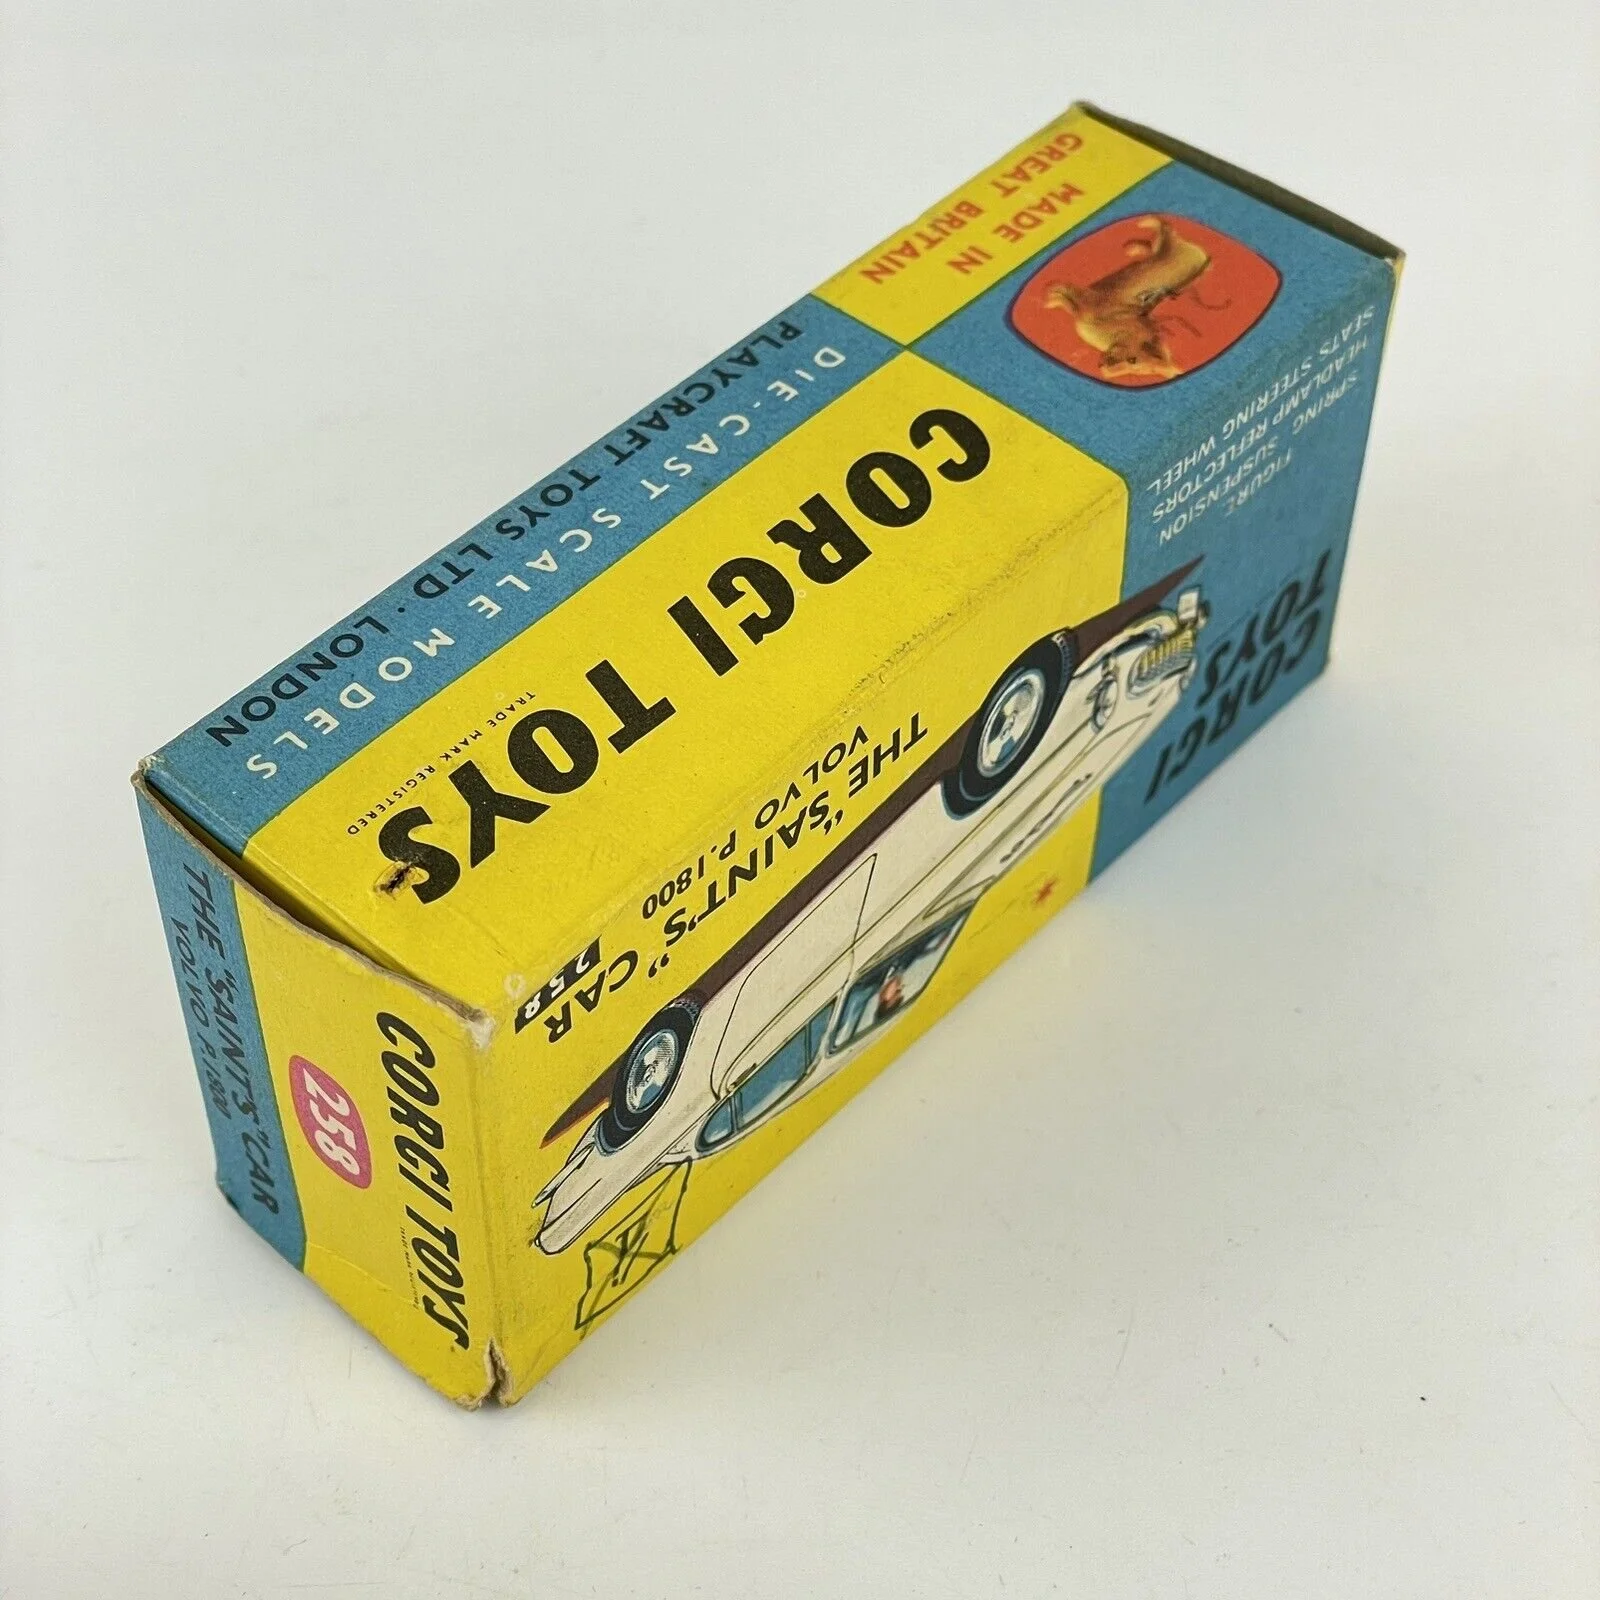 MADE IN
GREAT BRITAIN
DIE-CAST SCALE MODELS
PLAYCRAFT TOYS LTD · LONDON
CORGI TOYS
TRADE MARK REGISTERED
CORGI
TOYS
SEATS STEERING WHEEL
HEADLAMP REFLECTORS
SPRING SUSPENSION
FIGURE
THE "SAINT'S" CAR
VOLVO P.1800
258
CORGI TOYS
258
THE "SAINT'S" CAR
VOLVO P.1800